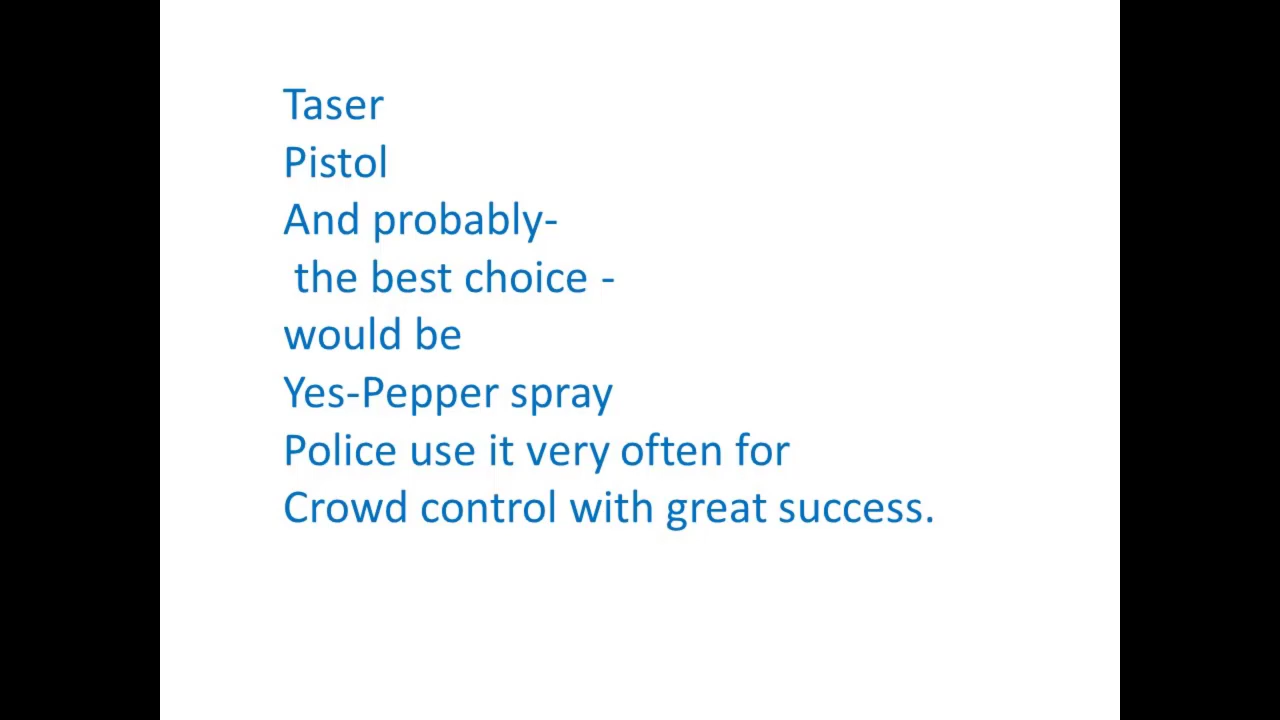 Taser
Pistol
And probably-
the best choice -
would be
Yes-Pepper spray
Police use it very often for
Crowd control with great success.